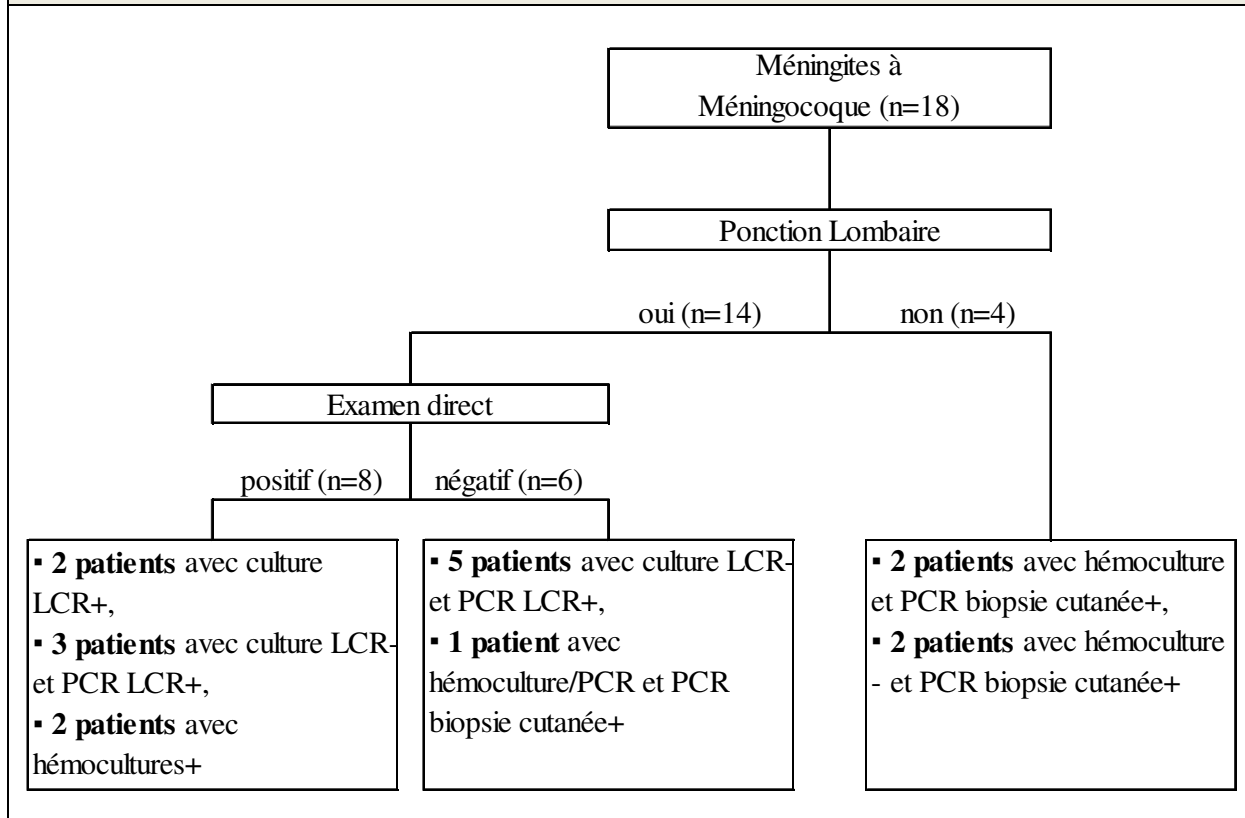 Méningites à
Méningocoque (n=18)
Ponction Lombaire
oui (n=14)
non (n=4)
Examen direct
positif (n=8)
négatif (n=6)
▪ 2 patients avec culture
LCR+,
▪ 3 patients avec culture LCR-
et PCR LCR+,
▪ 2 patients avec
hémocultures+
▪ 5 patients avec culture LCR-
et PCR LCR+,
▪ 1 patient avec
hémoculture/PCR et PCR
biopsie cutanée+
▪ 2 patients avec hémoculture
et PCR biopsie cutanée+,
▪ 2 patients avec hémoculture
- et PCR biopsie cutanée+